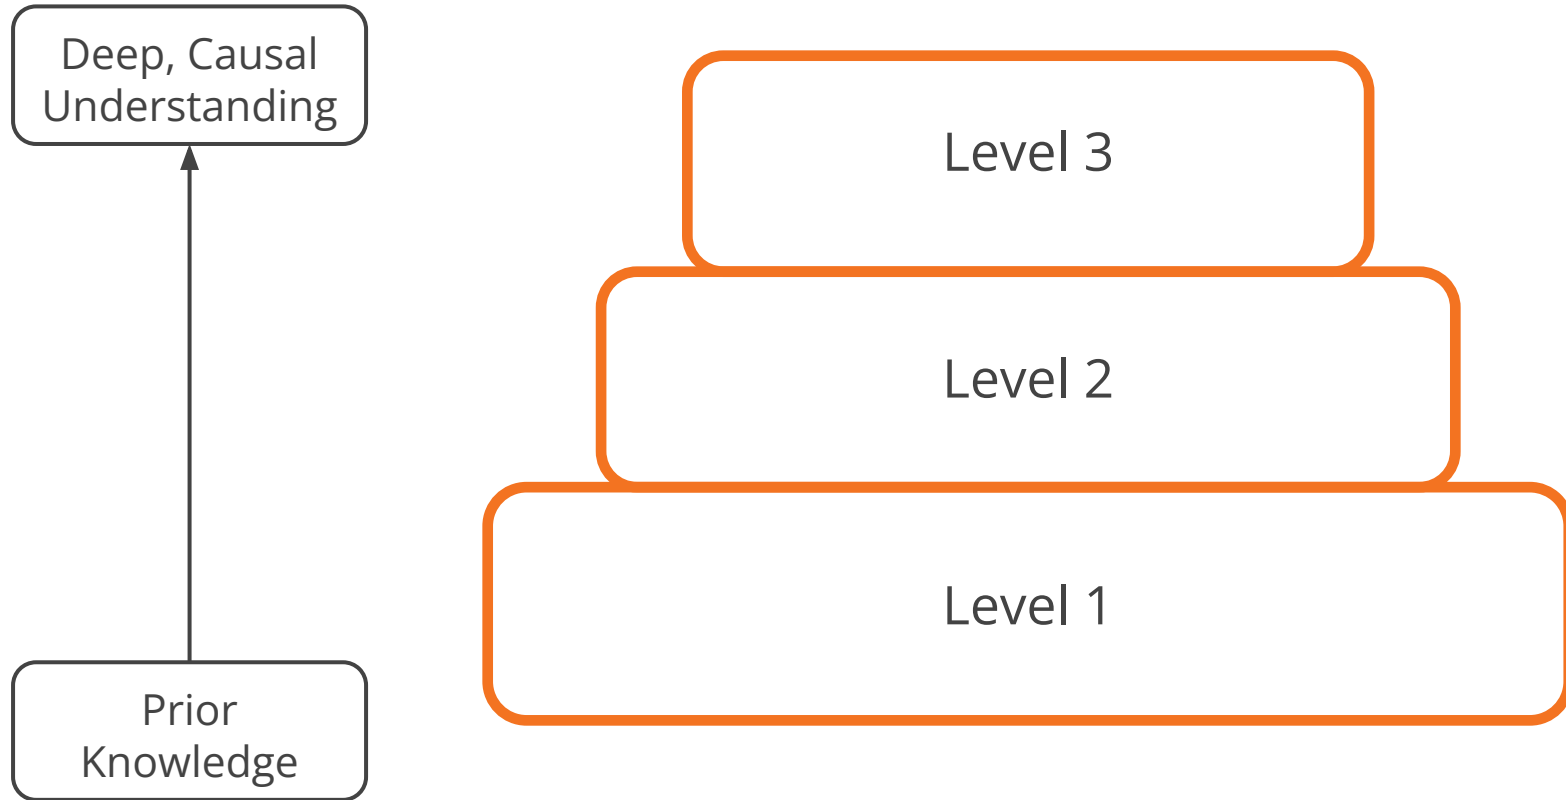 Deep, Causal
Understanding
Level 3
Level 2
Level 1
Prior
Knowledge